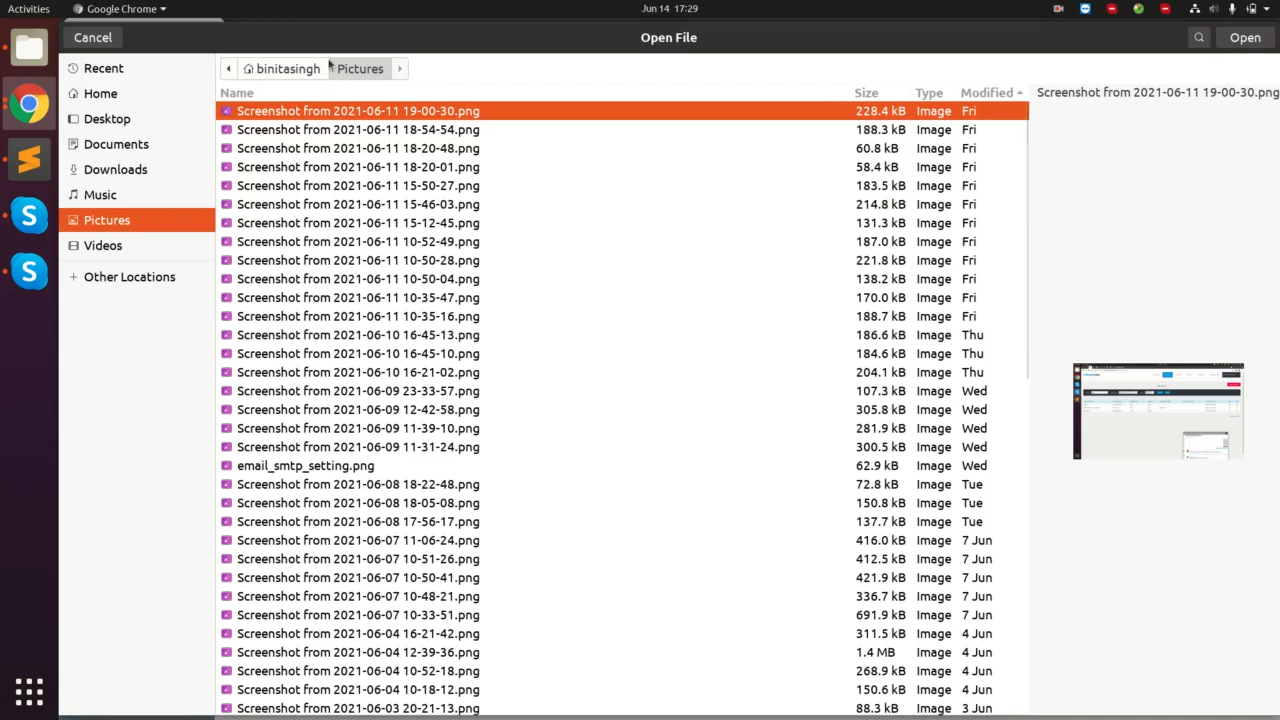 Activities Google Chrome Jun 14 17:29
Cancel Open File Open
Recent
Home
Desktop
Documents
Downloads
Music
Pictures
Videos
+ Other Locations
binitasingh Pictures
Name Size Type Modified
Screenshot from 2021-06-11 19-00-30.png 228.4 kB Image Fri
Screenshot from 2021-06-11 18-54-54.png 188.3 kB Image Fri
Screenshot from 2021-06-11 18-20-48.png 60.8 kB Image Fri
Screenshot from 2021-06-11 18-20-01.png 58.4 kB Image Fri
Screenshot from 2021-06-11 15-50-27.png 183.5 kB Image Fri
Screenshot from 2021-06-11 15-46-03.png 214.8 kB Image Fri
Screenshot from 2021-06-11 15-12-45.png 131.3 kB Image Fri
Screenshot from 2021-06-11 10-52-49.png 187.0 kB Image Fri
Screenshot from 2021-06-11 10-50-28.png 221.8 kB Image Fri
Screenshot from 2021-06-11 10-50-04.png 138.2 kB Image Fri
Screenshot from 2021-06-11 10-35-47.png 170.0 kB Image Fri
Screenshot from 2021-06-11 10-35-16.png 188.7 kB Image Fri
Screenshot from 2021-06-10 16-45-13.png 186.6 kB Image Thu
Screenshot from 2021-06-10 16-45-10.png 184.6 kB Image Thu
Screenshot from 2021-06-10 16-21-02.png 204.1 kB Image Thu
Screenshot from 2021-06-09 23-33-57.png 107.3 kB Image Wed
Screenshot from 2021-06-09 12-42-58.png 305.8 kB Image Wed
Screenshot from 2021-06-09 11-39-10.png 281.9 kB Image Wed
Screenshot from 2021-06-09 11-31-24.png 300.5 kB Image Wed
email_smtp_setting.png 62.9 kB Image Wed
Screenshot from 2021-06-08 18-22-48.png 72.8 kB Image Tue
Screenshot from 2021-06-08 18-05-08.png 150.8 kB Image Tue
Screenshot from 2021-06-08 17-56-17.png 137.7 kB Image Tue
Screenshot from 2021-06-07 11-06-24.png 416.0 kB Image 7 Jun
Screenshot from 2021-06-07 10-51-26.png 412.5 kB Image 7 Jun
Screenshot from 2021-06-07 10-50-41.png 421.9 kB Image 7 Jun
Screenshot from 2021-06-07 10-48-21.png 336.7 kB Image 7 Jun
Screenshot from 2021-06-07 10-33-51.png 691.9 kB Image 7 Jun
Screenshot from 2021-06-04 16-21-42.png 311.5 kB Image 4 Jun
Screenshot from 2021-06-04 12-39-36.png 1.4 MB Image 4 Jun
Screenshot from 2021-06-04 10-52-18.png 268.9 kB Image 4 Jun
Screenshot from 2021-06-04 10-18-12.png 150.6 kB Image 4 Jun
Screenshot from 2021-06-03 20-21-13.png 88.3 kB Image 3 Jun
Screenshot from 2021-06-11 19-00-30.png